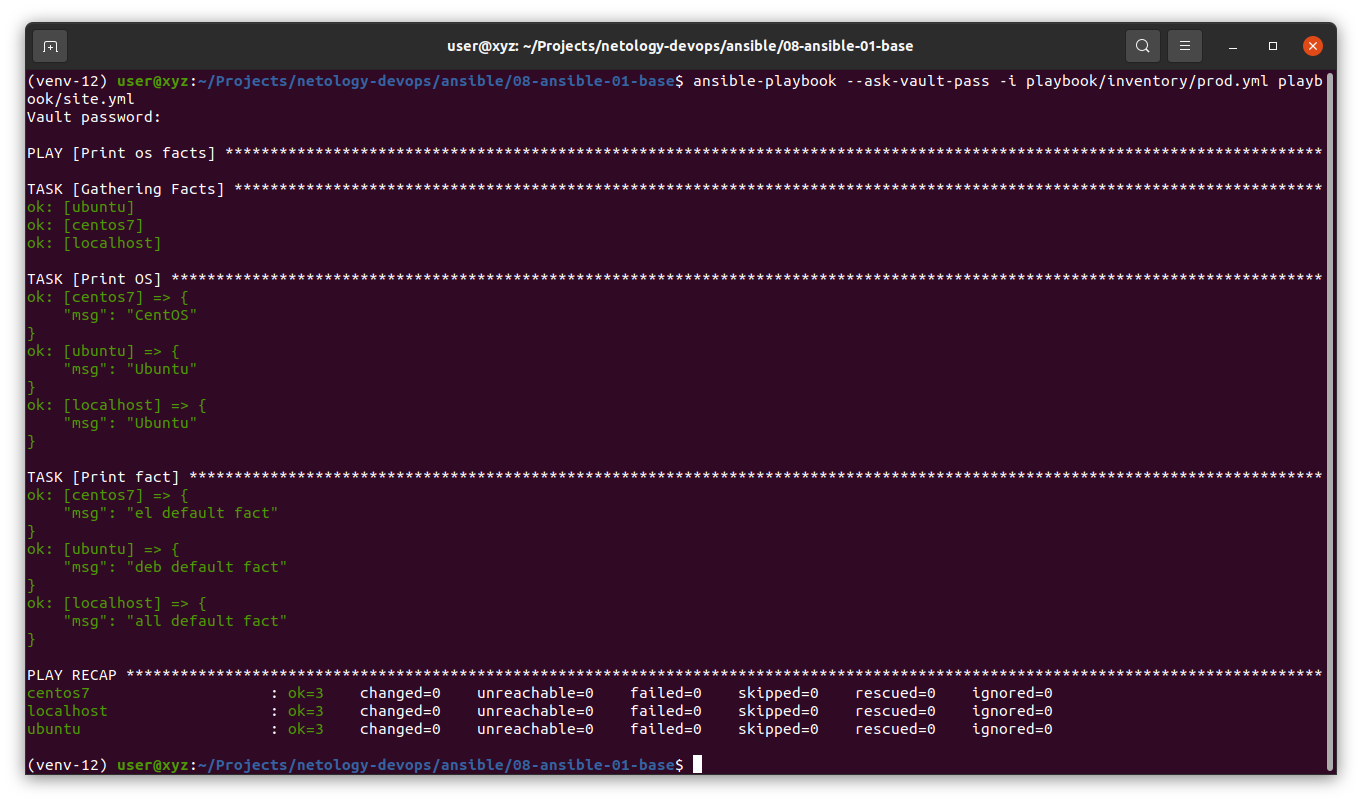 user@xyz: ~/Projects/netology-devops/ansible/08-ansible-01-base
(venv-12) user@xyz:~/Projects/netology-devops/ansible/08-ansible-01-base$ ansible-playbook --ask-vault-pass -i playbook/inventory/prod.yml playb
ook/site.yml
Vault password:
PLAY [Print os facts] **************************************************************************************************************************
TASK [Gathering Facts] *************************************************************************************************************************
ok: [ubuntu]
ok: [centos7]
ok: [localhost]
TASK [Print OS] ********************************************************************************************************************************
ok: [centos7] => {
    "msg": "CentOS"
}
ok: [ubuntu] => {
    "msg": "Ubuntu"
}
ok: [localhost] => {
    "msg": "Ubuntu"
}
TASK [Print fact] ******************************************************************************************************************************
ok: [centos7] => {
    "msg": "el default fact"
}
ok: [ubuntu] => {
    "msg": "deb default fact"
}
ok: [localhost] => {
    "msg": "all default fact"
}
PLAY RECAP *************************************************************************************************************************************
centos7                    : ok=3    changed=0    unreachable=0    failed=0    skipped=0    rescued=0    ignored=0
localhost                  : ok=3    changed=0    unreachable=0    failed=0    skipped=0    rescued=0    ignored=0
ubuntu                     : ok=3    changed=0    unreachable=0    failed=0    skipped=0    rescued=0    ignored=0
(venv-12) user@xyz:~/Projects/netology-devops/ansible/08-ansible-01-base$